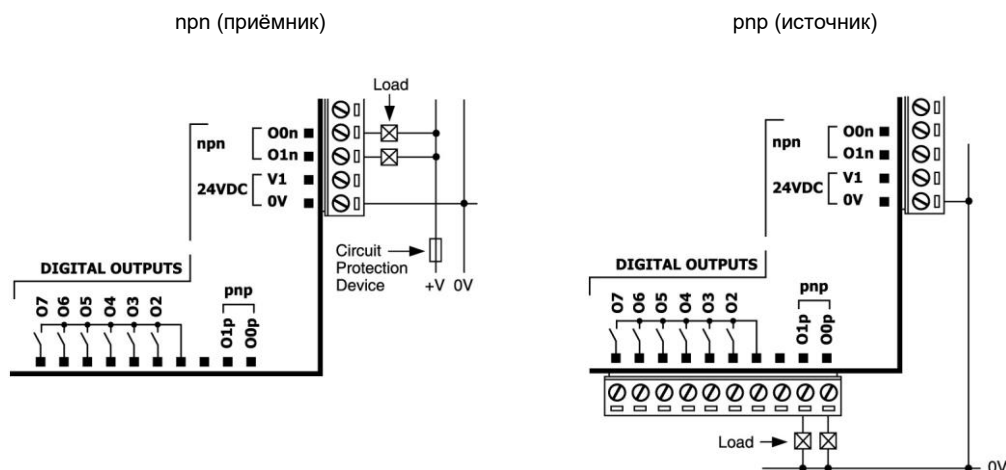 npn (приёмник)
Load
npn
O0n
O1n
24VDC
V1
0V
Circuit
Protection
Device
+V 0V
DIGITAL OUTPUTS
pnp
O7 O6 O5 O4 O3 O2 O1p O0p
pnp (источник)
npn
O0n
O1n
24VDC
V1
0V
DIGITAL OUTPUTS
pnp
O7 O6 O5 O4 O3 O2 O1p O0p
Load
0V